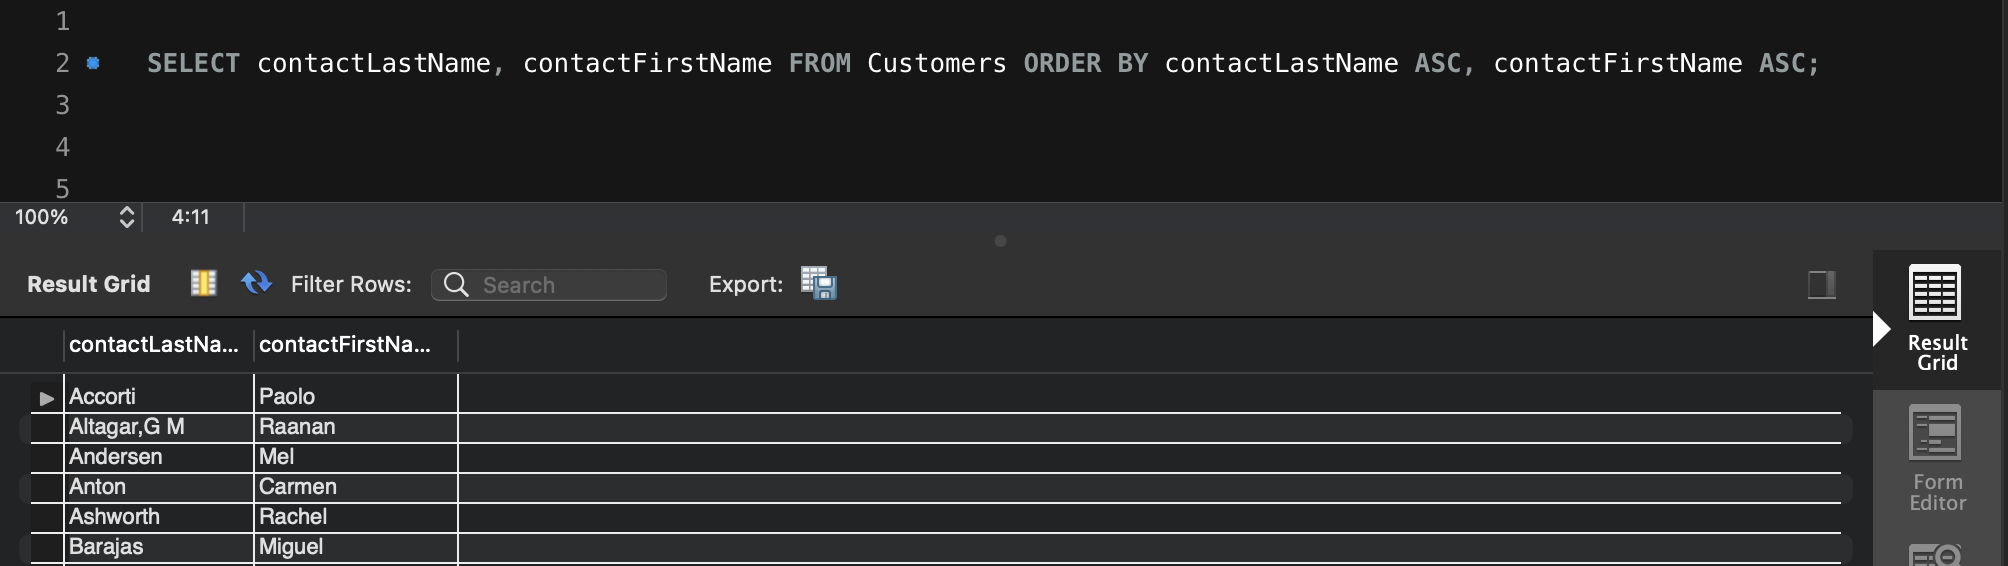 1
2 SELECT contactLastName, contactFirstName FROM Customers ORDER BY contactLastName ASC, contactFirstName ASC;
3
4
5
100% 4:11
Result Grid Filter Rows: Search Export:
contactLastNa... contactFirstNa...
Accorti Paolo
Altagar,G M Raanan
Andersen Mel
Anton Carmen
Ashworth Rachel
Barajas Miguel
Result
Grid
Form
Editor